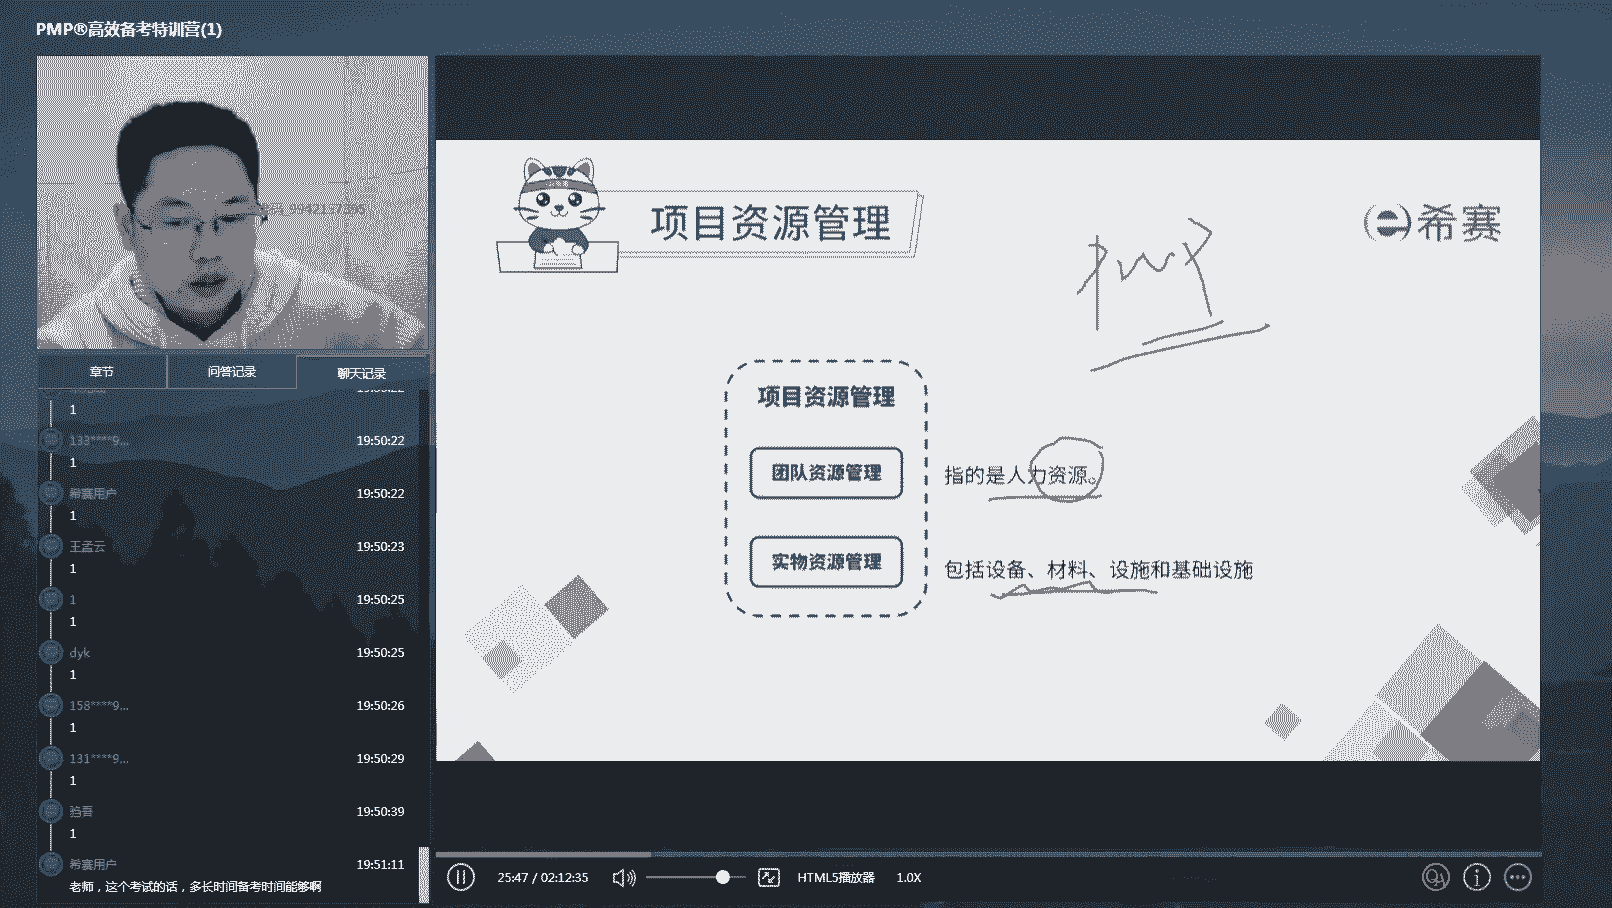 PMP®高效备考特训营(1)
项目资源管理
希赛
PMP
项目资源管理
团队资源管理
指的是人力资源。
实物资源管理
包括设备、材料、设施和基础设施
章节
问答记录
聊天记录
1
133****9... 19:50:22
1
希赛用户 19:50:22
1
王孟云 19:50:23
1
1 19:50:25
1
dyk 19:50:25
1
158****9... 19:50:26
1
131****9... 19:50:29
1
19:50:39
1
希赛用户 19:51:11
老师，这个考试的话，多长时间备考时间能够啊
25:47 / 02:12:35
HTML5播放器
1.0X
QA